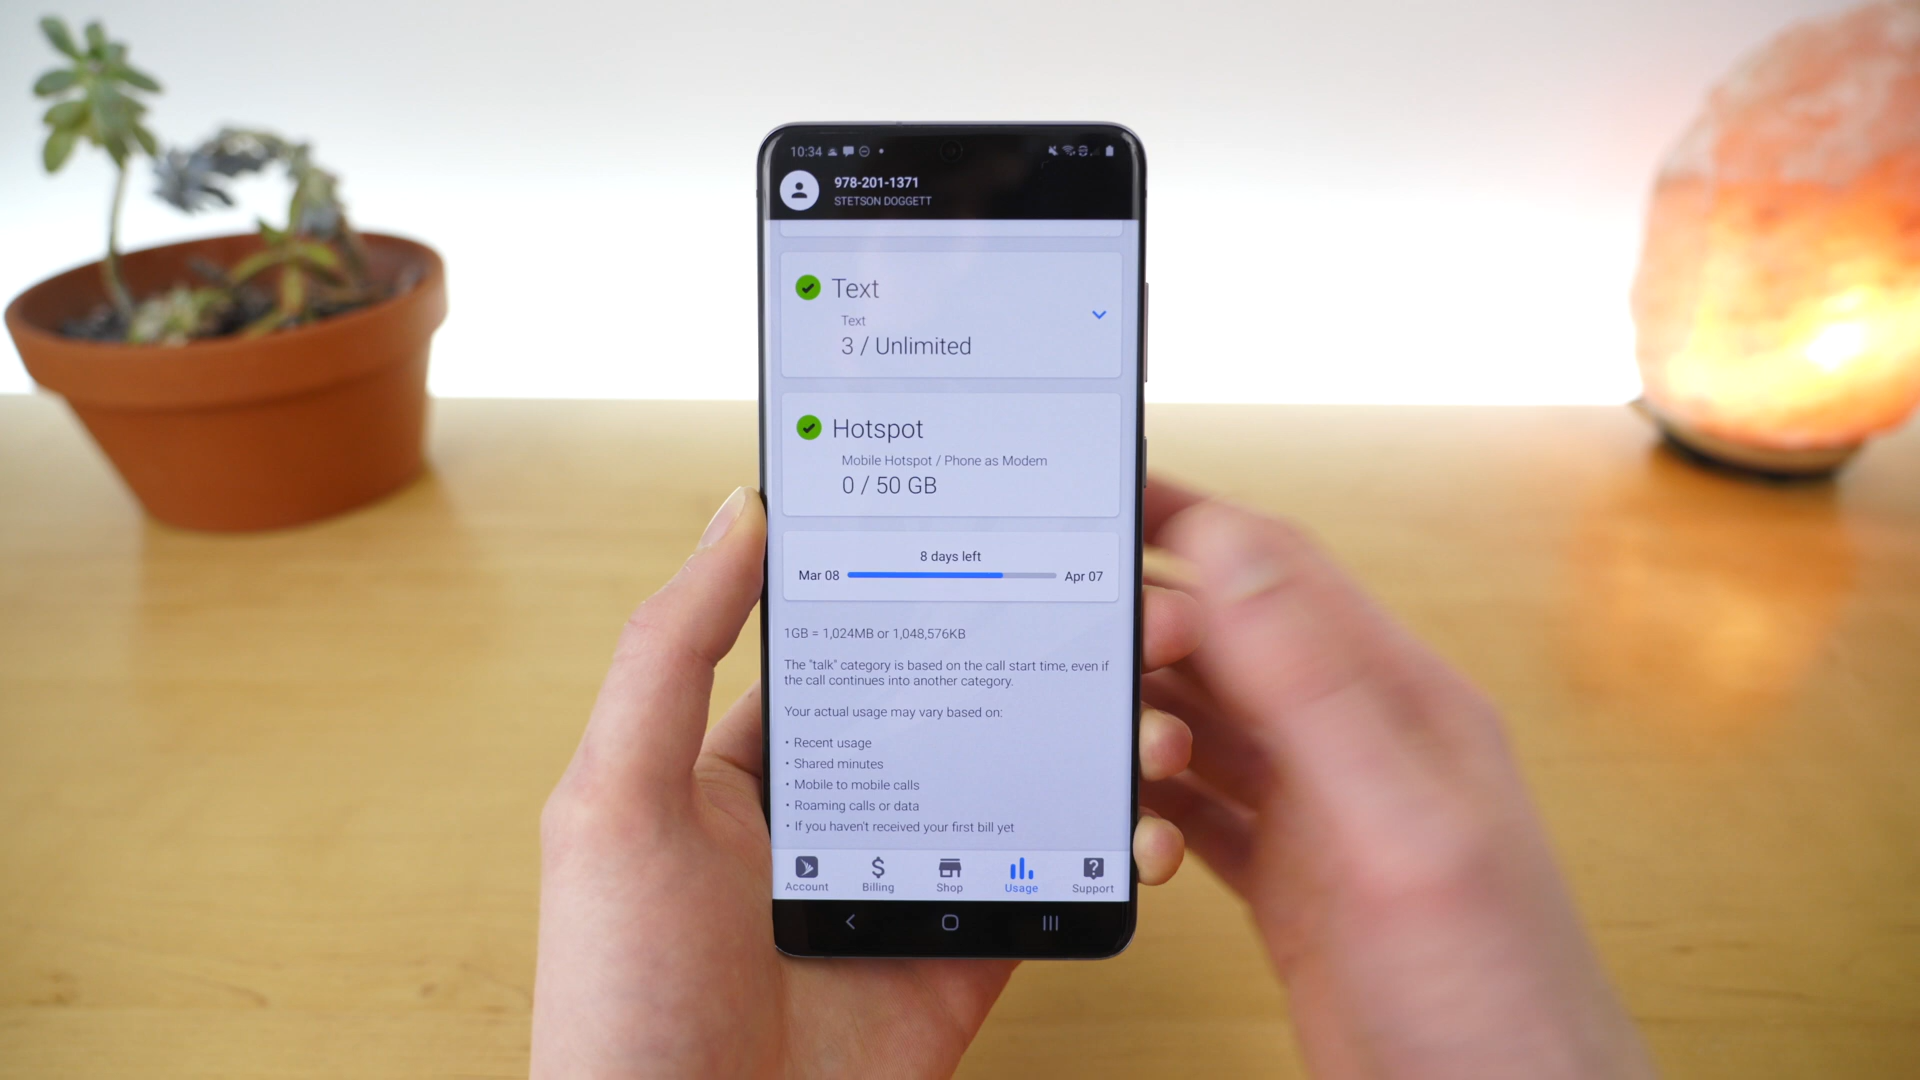 10:34
978-201-1371
STETSON DOGGETT
Text
Text
3 / Unlimited
Hotspot
Mobile Hotspot / Phone as Modem
0 / 50 GB
8 days left
Mar 08 Apr 07
1GB = 1,024MB or 1,048,576KB
The "talk" category is based on the call start time, even if
the call continues into another category.
Your actual usage may vary based on:
• Recent usage
• Shared minutes
• Mobile to mobile calls
• Roaming calls or data
• If you haven't received your first bill yet
Account Billing Shop Usage Support